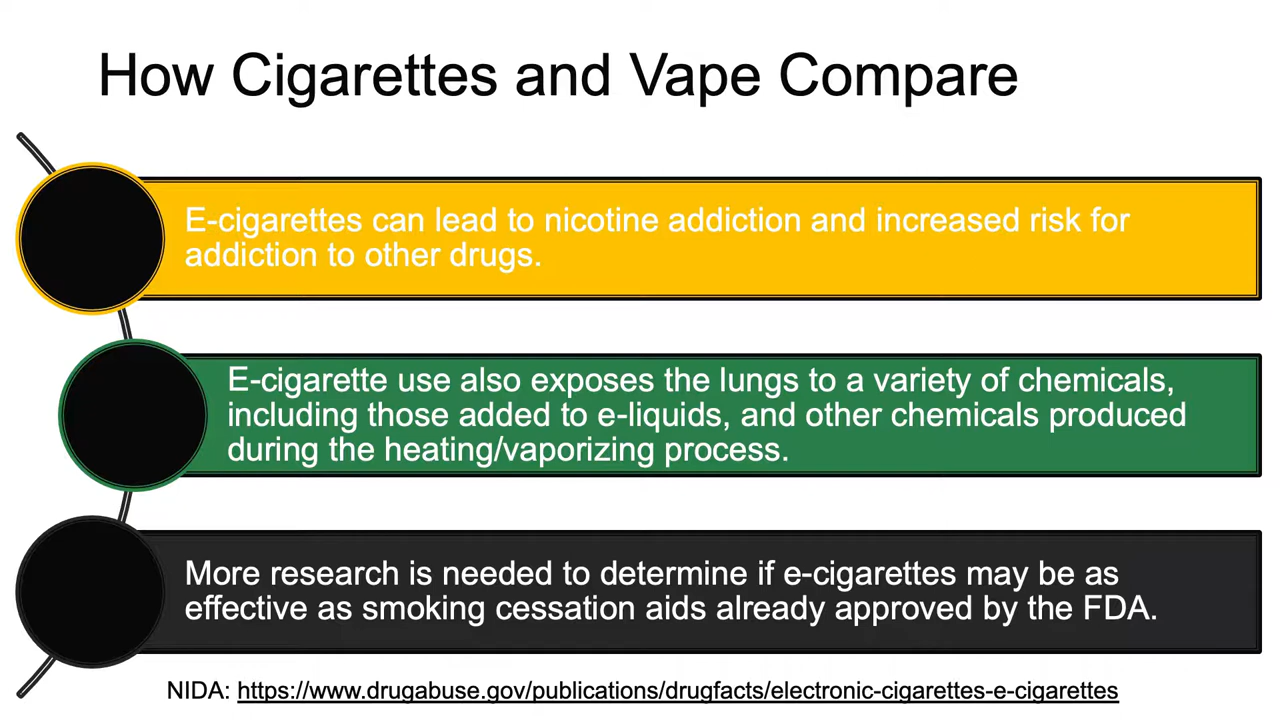 How Cigarettes and Vape Compare
E-cigarettes can lead to nicotine addiction and increased risk for
addiction to other drugs.
E-cigarette use also exposes the lungs to a variety of chemicals,
including those added to e-liquids, and other chemicals produced
during the heating/vaporizing process.
More research is needed to determine if e-cigarettes may be as
effective as smoking cessation aids already approved by the FDA.
NIDA: https://www.drugabuse.gov/publications/drugfacts/electronic-cigarettes-e-cigarettes